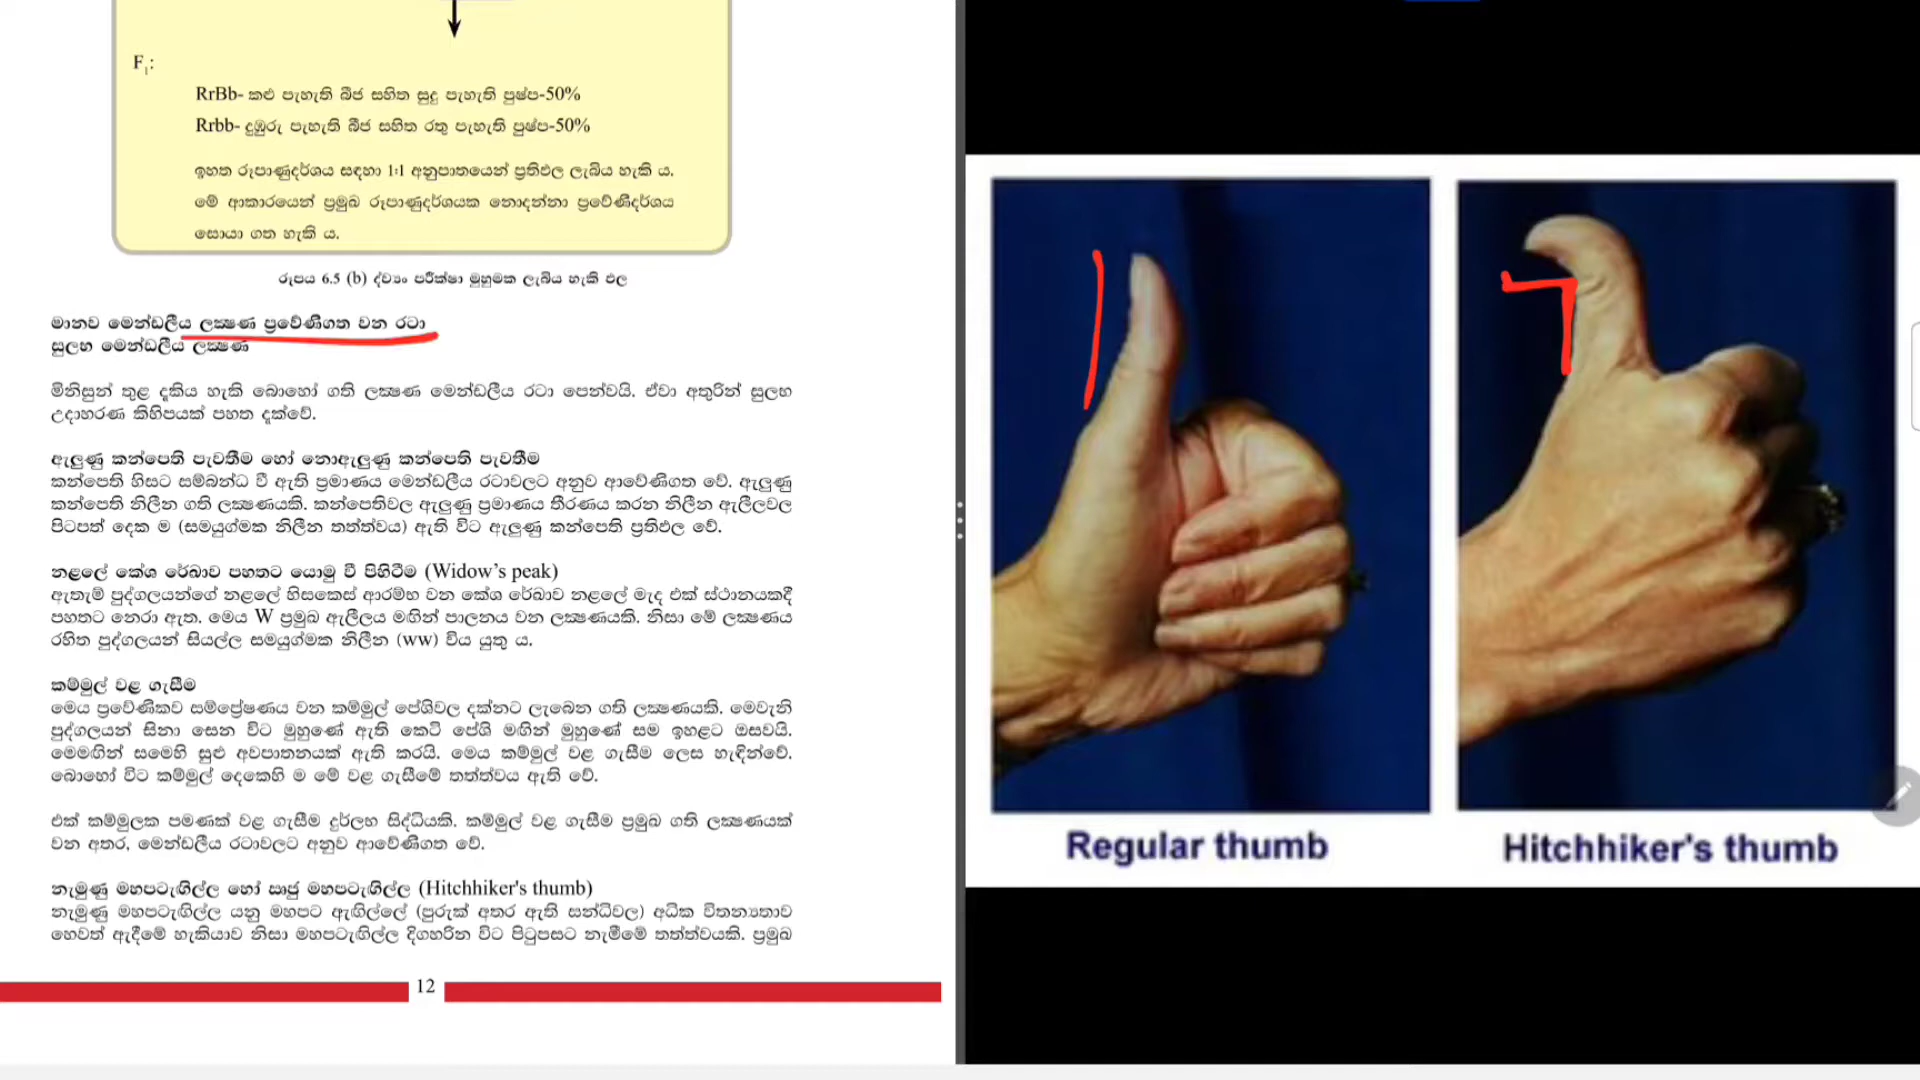 F₁:
RrBb- කළු පැහැති බීජ සහිත සුදු පැහැති පුෂ්ප-50%
Rrbb- දුඹුරු පැහැති බීජ සහිත රතු පැහැති පුෂ්ප-50%
ඉහත රූපාණුදර්ශය සඳහා 1:1 අනුපාතයෙන් ප්‍රතිඵල ලැබිය හැකි ය.
මේ ආකාරයෙන් ප්‍රමුඛ රූපාණුදර්ශයක නොදන්නා ප්‍රවේණිදර්ශය
සොයා ගත හැකි ය.
රූපය 6.5 (b) ද්ව්‍යං පරීක්ෂා මුහුමක ලැබිය හැකි ඵල
මානව මෙන්ඩලීය ලක්‍ෂණ ප්‍රවේණිගත වන රටා
සුලභ මෙන්ඩලීය ලක්‍ෂණ
මිනිසුන් තුළ දැකිය හැකි බොහෝ ගති ලක්‍ෂණ මෙන්ඩලීය රටා පෙන්වයි. ඒවා අතුරින් සුලභ
උදාහරණ කිහිපයක් පහත දැක්වේ.
ඇලුණු කන්පෙති පැවතීම හෝ නොඇලුණු කන්පෙති පැවතීම
කන්පෙති හිසට සම්බන්ධ වී ඇති ප්‍රමාණය මෙන්ඩලීය රටාවලට අනුව ආවේණිගත වේ. ඇලුණු
කන්පෙති නිලීන ගති ලක්‍ෂණයකි. කන්පෙතිවල ඇලුණු ප්‍රමාණය තීරණය කරන නිලීන ඇලීලවල
පිටපත් දෙක ම (සමයුග්මක නිලීන තත්ත්වය) ඇති විට ඇලුණු කන්පෙති ප්‍රතිඵල වේ.
නළලේ කේශ රේඛාව පහතට යොමු වී පිහිටීම (Widow's peak)
ඇතැම් පුද්ගලයන්ගේ නළලේ හිසකෙස් ආරම්භ වන කේශ රේඛාව නළලේ මැද එක් ස්ථානයකදී
පහතට නෙරා ඇත. මෙය W ප්‍රමුඛ ඇලීලය මඟින් පාලනය වන ලක්‍ෂණයකි. නිසා මේ ලක්‍ෂණය
රහිත පුද්ගලයන් සියල්ල සමයුග්මක නිලීන (ww) විය යුතු ය.
කම්මුල් වළ ගැසීම
මෙය ප්‍රවේණිකව සම්ප්‍රේෂණය වන කම්මුල් පේශිවල දක්නට ලැබෙන ගති ලක්‍ෂණයකි. මෙවැනි
පුද්ගලයන් සිනා සෙන විට මුහුණේ ඇති කෙටි පේශි මඟින් මුහුණේ සම ඉහළට ඔසවයි.
මෙමඟින් සමෙහි සුළු අවපාතනයක් ඇති කරයි. මෙය කම්මුල් වළ ගැසීම ලෙස හැඳින්වේ.
බොහෝ විට කම්මුල් දෙකෙහි ම මේ වළ ගැසීමේ තත්ත්වය ඇති වේ.
එක් කම්මුලක පමණක් වළ ගැසීම දුර්ලභ සිද්ධියකි. කම්මුල් වළ ගැසීම ප්‍රමුඛ ගති ලක්‍ෂණයක්
වන අතර, මෙන්ඩලීය රටාවලට අනුව ආවේණිගත වේ.
නැමුණු මහපටැඟිල්ල හෝ ඍජු මහපටැඟිල්ල (Hitchhiker's thumb)
නැමුණු මහපටැඟිල්ල යනු මහපට ඇඟිල්ලේ (පුරුක් අතර ඇති සන්ධිවල) අධික විතන්‍යතාව
හෙවත් ඇදීමේ හැකියාව නිසා මහපටැඟිල්ල දිගහරින විට පිටුපසට නැමීමේ තත්ත්වයකි. ප්‍රමුඛ
12
Regular thumb
Hitchhiker's thumb